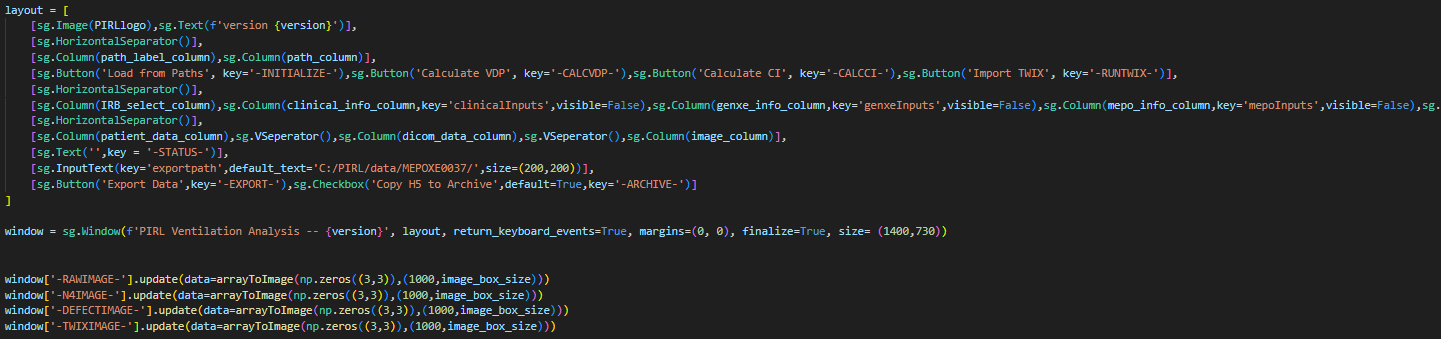 layout = [
    [sg.Image(PIRLlogo),sg.Text(f'version {version}')],
    [sg.HorizontalSeparator()],
    [sg.Column(path_label_column),sg.Column(path_column)],
    [sg.Button('Load from Paths', key='-INITIALIZE-'),sg.Button('Calculate VDP', key='-CALCVDP-'),sg.Button('Calculate CI', key='-CALCCI-'),sg.Button('Import TWIX', key='-RUNTWIX-')],
    [sg.HorizontalSeparator()],
    [sg.Column(IRB_select_column),sg.Column(clinical_info_column,key='clinicalInputs',visible=False),sg.Column(genxe_info_column,key='genxeInputs',visible=False),sg.Column(mepo_info_column,key='mepoInputs',visible=False),sg.
    [sg.HorizontalSeparator()],
    [sg.Column(patient_data_column),sg.VSeperator(),sg.Column(dicom_data_column),sg.VSeperator(),sg.Column(image_column)],
    [sg.Text('',key = '-STATUS-')],
    [sg.InputText(key='exportpath',default_text='C:/PIRL/data/MEPOXE0037/',size=(200,200))],
    [sg.Button('Export Data',key='-EXPORT-'),sg.Checkbox('Copy H5 to Archive',default=True,key='-ARCHIVE-')]
]
window = sg.Window(f'PIRL Ventilation Analysis -- {version}', layout, return_keyboard_events=True, margins=(0, 0), finalize=True, size= (1400,730))
window['-RAWIMAGE-'].update(data=arrayToImage(np.zeros((3,3)),(1000,image_box_size)))
window['-N4IMAGE-'].update(data=arrayToImage(np.zeros((3,3)),(1000,image_box_size)))
window['-DEFECTIMAGE-'].update(data=arrayToImage(np.zeros((3,3)),(1000,image_box_size)))
window['-TWIXIMAGE-'].update(data=arrayToImage(np.zeros((3,3)),(1000,image_box_size)))